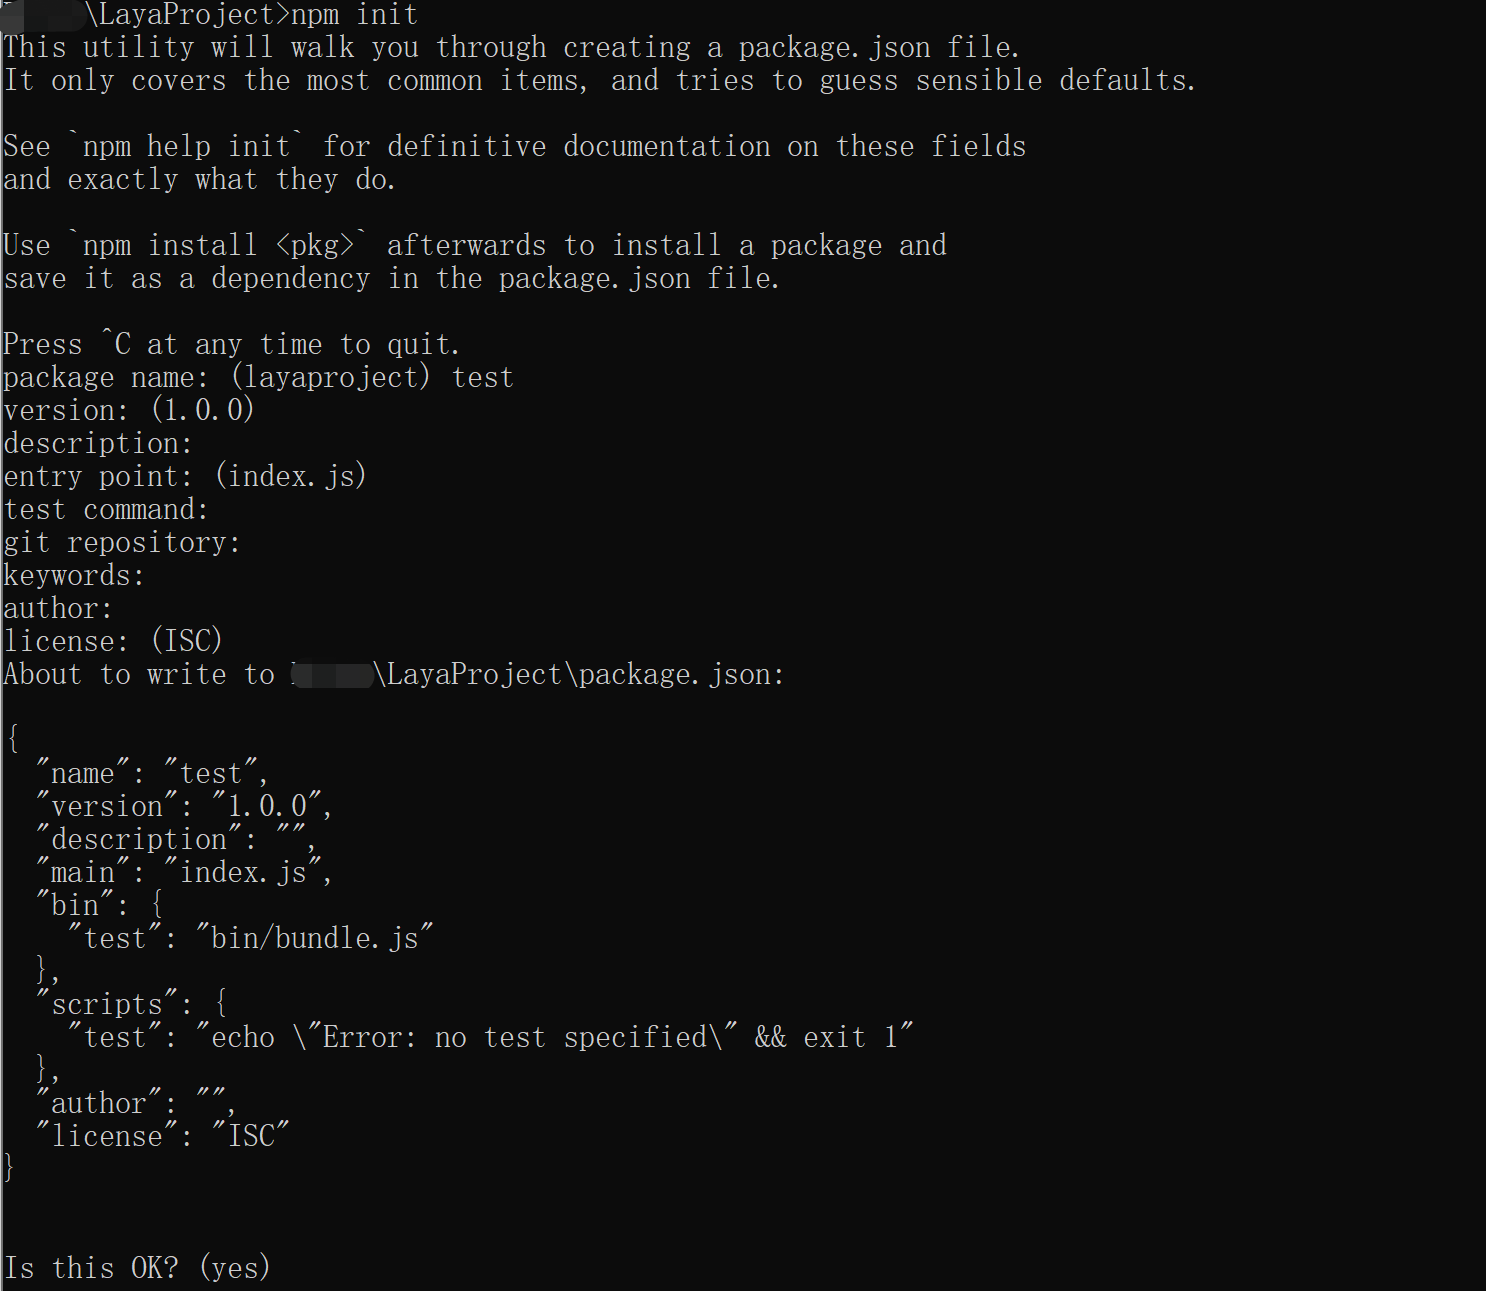 \LayaProject>npm init
This utility will walk you through creating a package.json file.
It only covers the most common items, and tries to guess sensible defaults.
See `npm help init` for definitive documentation on these fields
and exactly what they do.
Use `npm install <pkg>` afterwards to install a package and
save it as a dependency in the package.json file.
Press ^C at any time to quit.
package name: (layaproject) test
version: (1.0.0)
description:
entry point: (index.js)
test command:
git repository:
keywords:
author:
license: (ISC)
About to write to \LayaProject\package.json:
{
  "name": "test",
  "version": "1.0.0",
  "description": "",
  "main": "index.js",
  "bin": {
    "test": "bin/bundle.js"
  },
  "scripts": {
    "test": "echo \"Error: no test specified\" && exit 1"
  },
  "author": "",
  "license": "ISC"
}
Is this OK? (yes)